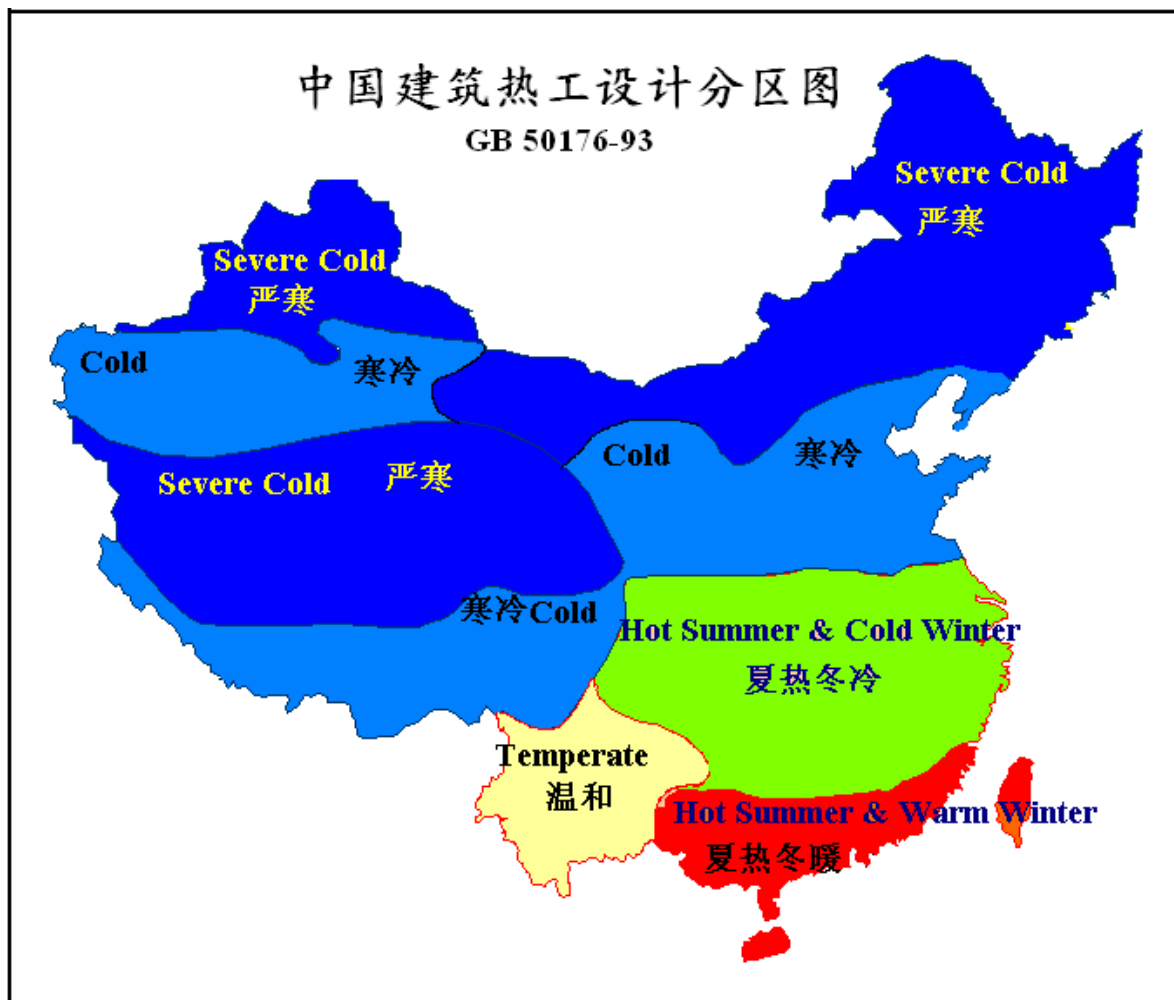 中国建筑热工设计分区图
GB 50176-93
Severe Cold
严寒
Severe Cold
严寒
Cold
寒冷
Cold
寒冷
Severe Cold
严寒
寒冷Cold
Hot Summer & Cold Winter
夏热冬冷
Temperate
温和
Hot Summer & Warm Winter
夏热冬暖